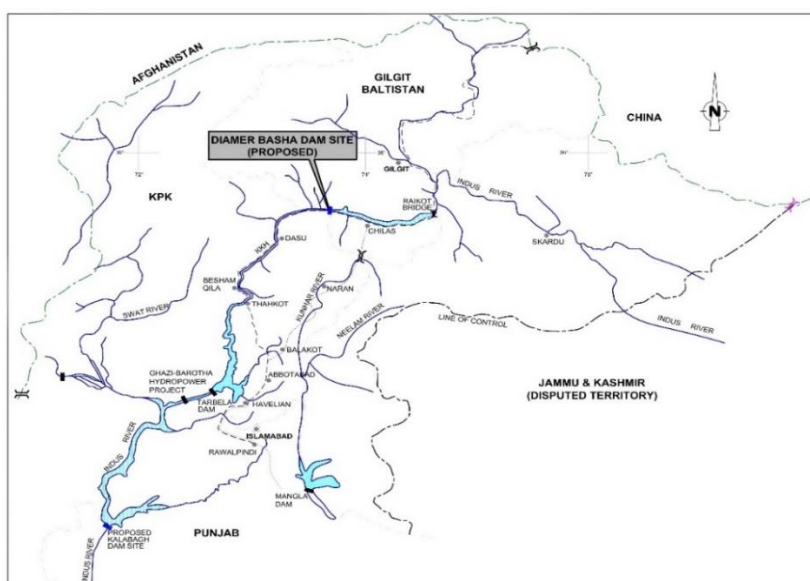 AFGHANISTAN
GILGIT
BALTISTAN
CHINA
N
DIAMER BASHA DAM SITE
(PROPOSED)
KPK
72
74
GILGIT
INDUS RIVER
RAIKOT
BRIDGE
CHILAS
SKARDU
KKH
DASU
BESHAM
QILA
THAHKOT
KUNHAR RIVER
NARAN
NEELAM RIVER
LINE OF CONTROL
INDUS RIVER
SWAT RIVER
BALAKOT
ABBOTABAD
GHAZI-BAROTHA
HYDROPOWER
PROJECT
TARBELA
DAM
HAVELIAN
JAMMU & KASHMIR
(DISPUTED TERRITORY)
ISLAMABAD
RAWALPINDI
INDUS RIVER
MANGLA
DAM
PROPOSED
KALABAGH
DAM SITE
PUNJAB
INDUS RIVER